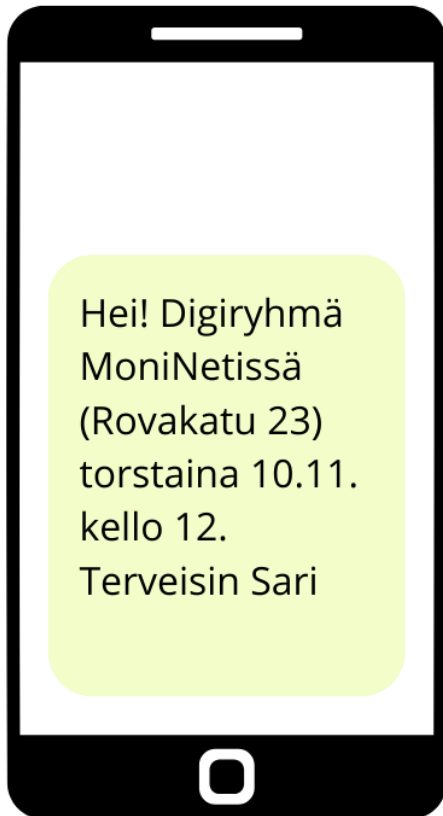 Hei! Digiryhmä
MoniNetissä
(Rovakatu 23)
torstaina 10.11.
kello 12.
Terveisin Sari